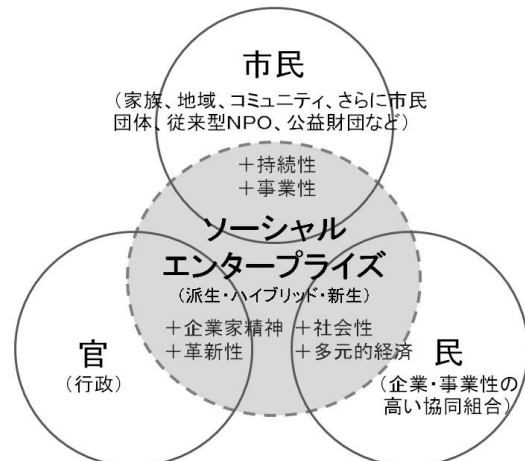 市民
（家族、地域、コミュニティ、さらに市民
団体、従来型NPO、公益財団など）
＋持続性
＋事業性
ソーシャル
エンタープライズ
（派生・ハイブリッド・新生）
＋企業家精神
＋革新性
＋社会性
＋多元的経済
官
（行政）
民
（企業・事業性の
高い協同組合）